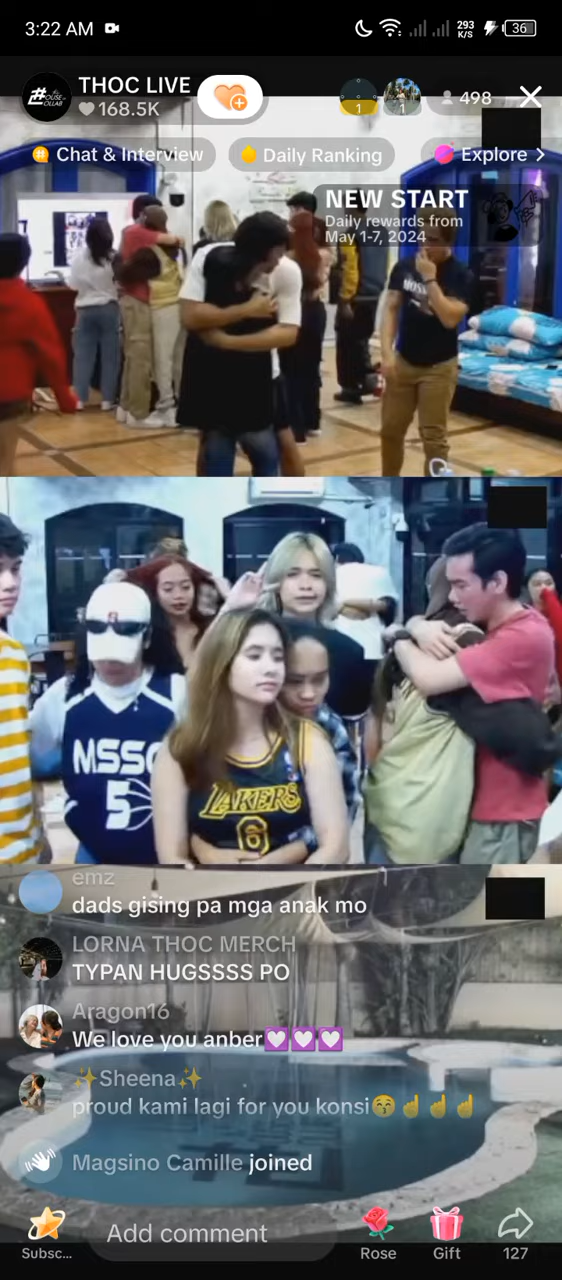 3:22 AM
293
K/S
36
#
HOUSE OF
COLLAB
THOC LIVE
168.5K
1
1
498
Chat & Interview
Daily Ranking
Explore
NEW START
Daily rewards from
May 1-7, 2024
MSSC
5
LAKERS
6
emz
dads gising pa mga anak mo
LORNA THOC MERCH
TYPAN HUGSSSS PO
Aragon16
We love you anber💜💜💜
✨Sheena✨
proud kami lagi for you konsi😚☝️☝️☝️
Magsino Camille joined
Add comment
Subsc...
Rose
Gift
127